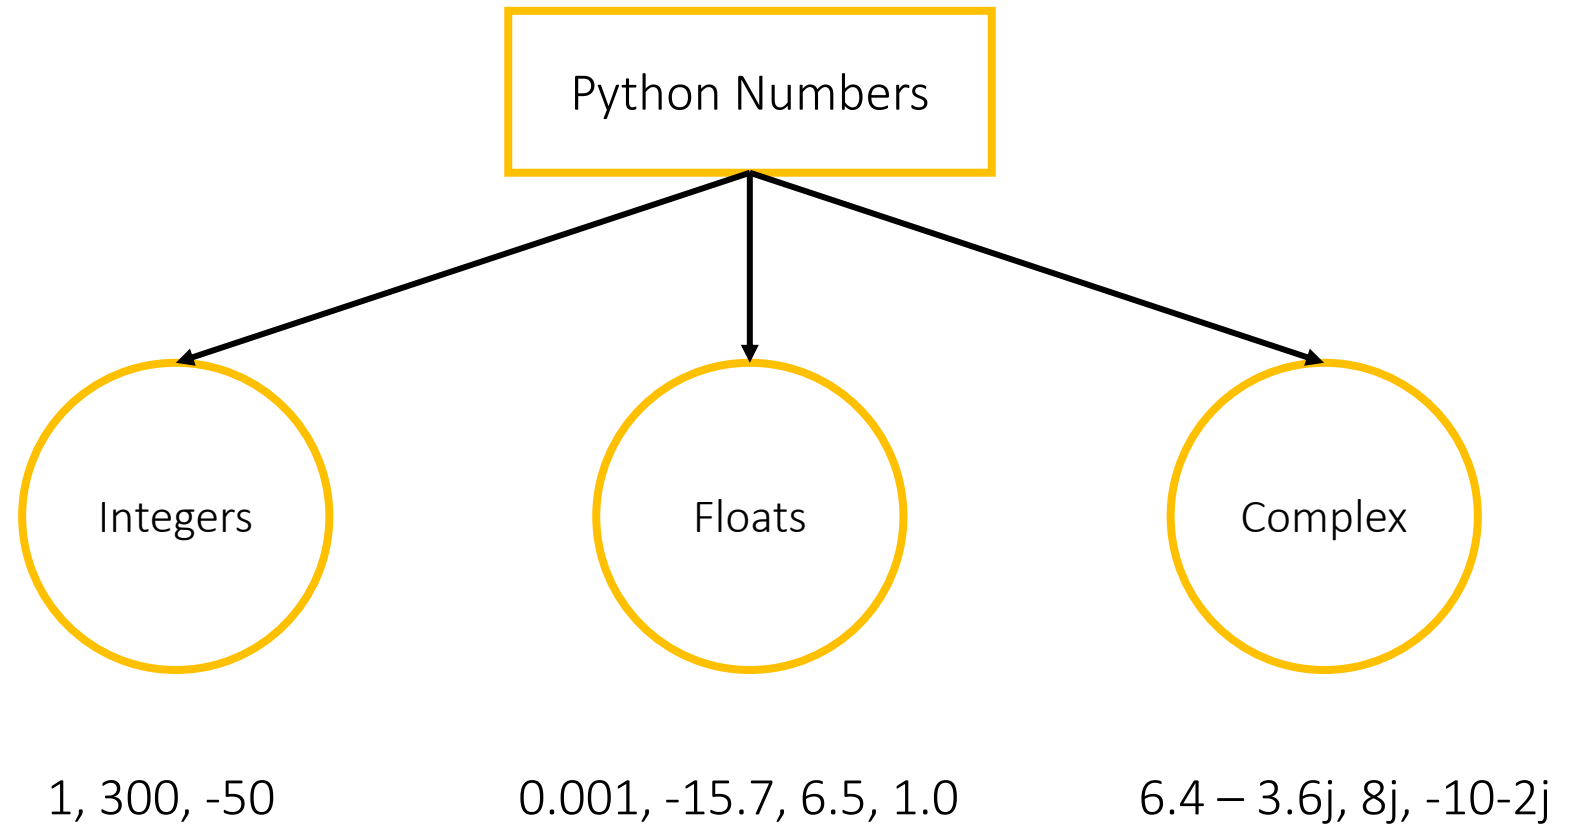 Python Numbers
Integers
Floats
Complex
1, 300, -50
0.001, -15.7, 6.5, 1.0
6.4 – 3.6j, 8j, -10-2j